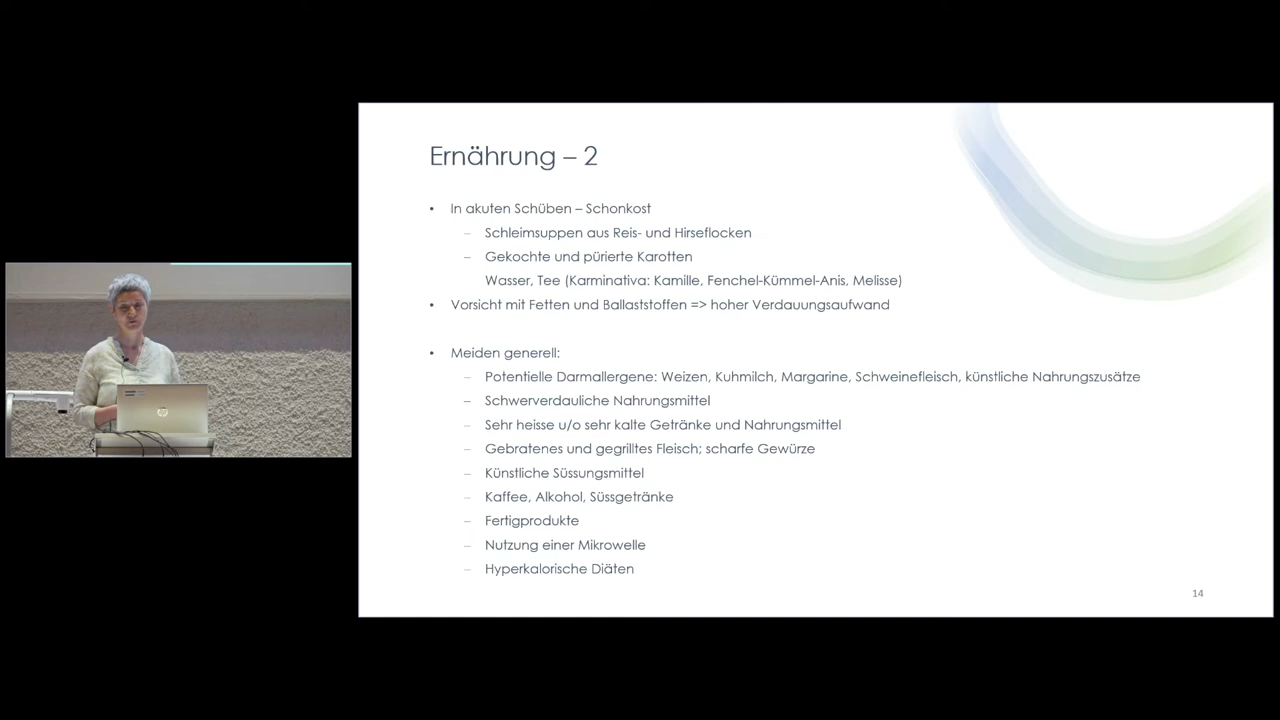 Ernährung – 2
• In akuten Schüben – Schonkost
– Schleimsuppen aus Reis- und Hirseflocken
– Gekochte und pürierte Karotten
Wasser, Tee (Karminativa: Kamille, Fenchel-Kümmel-Anis, Melisse)
• Vorsicht mit Fetten und Ballaststoffen => hoher Verdauungsaufwand
• Meiden generell:
– Potentielle Darmallergene: Weizen, Kuhmilch, Margarine, Schweinefleisch, künstliche Nahrungszusätze
– Schwerverdauliche Nahrungsmittel
– Sehr heisse u/o sehr kalte Getränke und Nahrungsmittel
– Gebratenes und gegrilltes Fleisch; scharfe Gewürze
– Künstliche Süssungsmittel
– Kaffee, Alkohol, Süssgetränke
– Fertigprodukte
– Nutzung einer Mikrowelle
– Hyperkalorische Diäten
14
hp